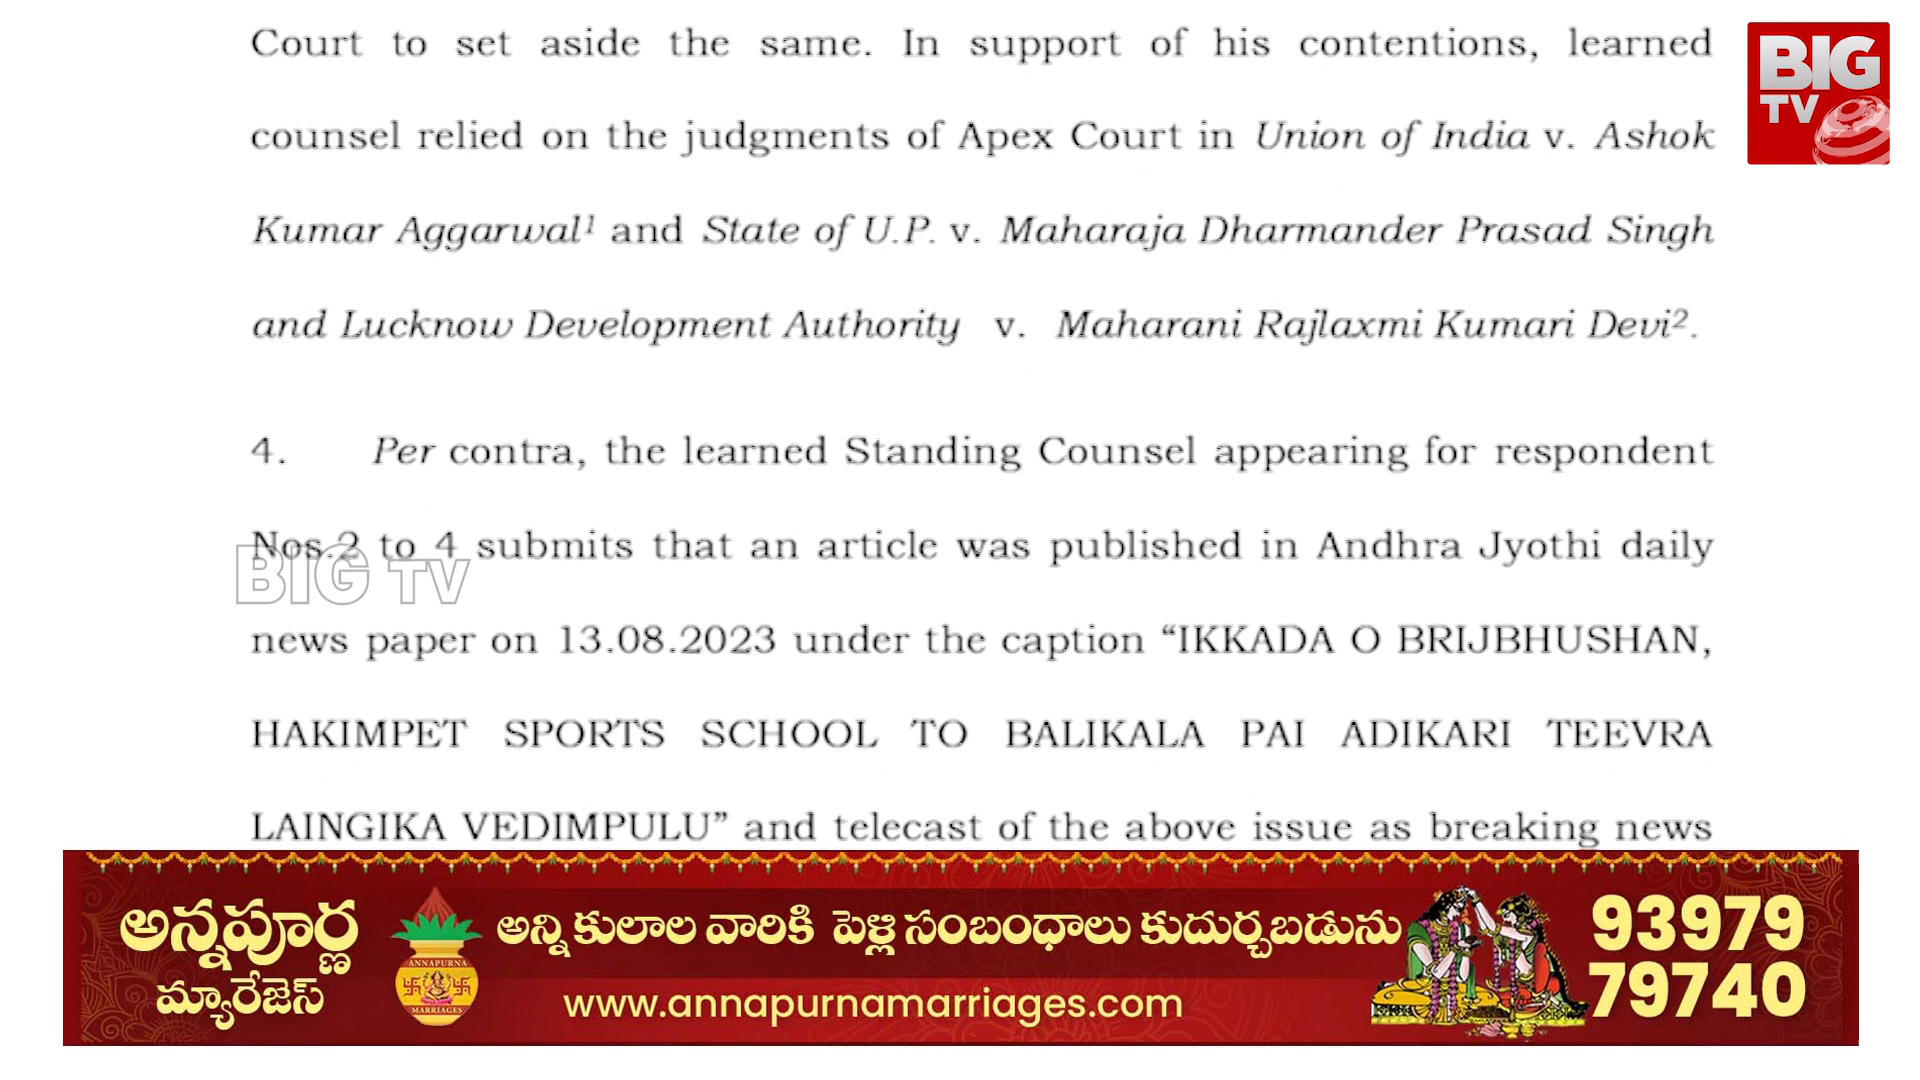 Court to set aside the same. In support of his contentions, learned
counsel relied on the judgments of Apex Court in Union of India v. Ashok
Kumar Aggarwal¹ and State of U.P. v. Maharaja Dharmander Prasad Singh
and Lucknow Development Authority v. Maharani Rajlaxmi Kumari Devi².
4. Per contra, the learned Standing Counsel appearing for respondent
Nos.2 to 4 submits that an article was published in Andhra Jyothi daily
news paper on 13.08.2023 under the caption “IKKADA O BRIJBHUSHAN,
HAKIMPET SPORTS SCHOOL TO BALIKALA PAI ADIKARI TEEVRA
LAINGIKA VEDIMPULU” and telecast of the above issue as breaking news
BIG
TV
BIG TV
అన్నపూర్ణ
మ్యారేజెస్
ANNAPURNA
MARRIAGES
అన్ని కులాల వారికి పెళ్లి సంబంధాలు కుదుర్చబడును
www.annapurnamarriages.com
93979
79740